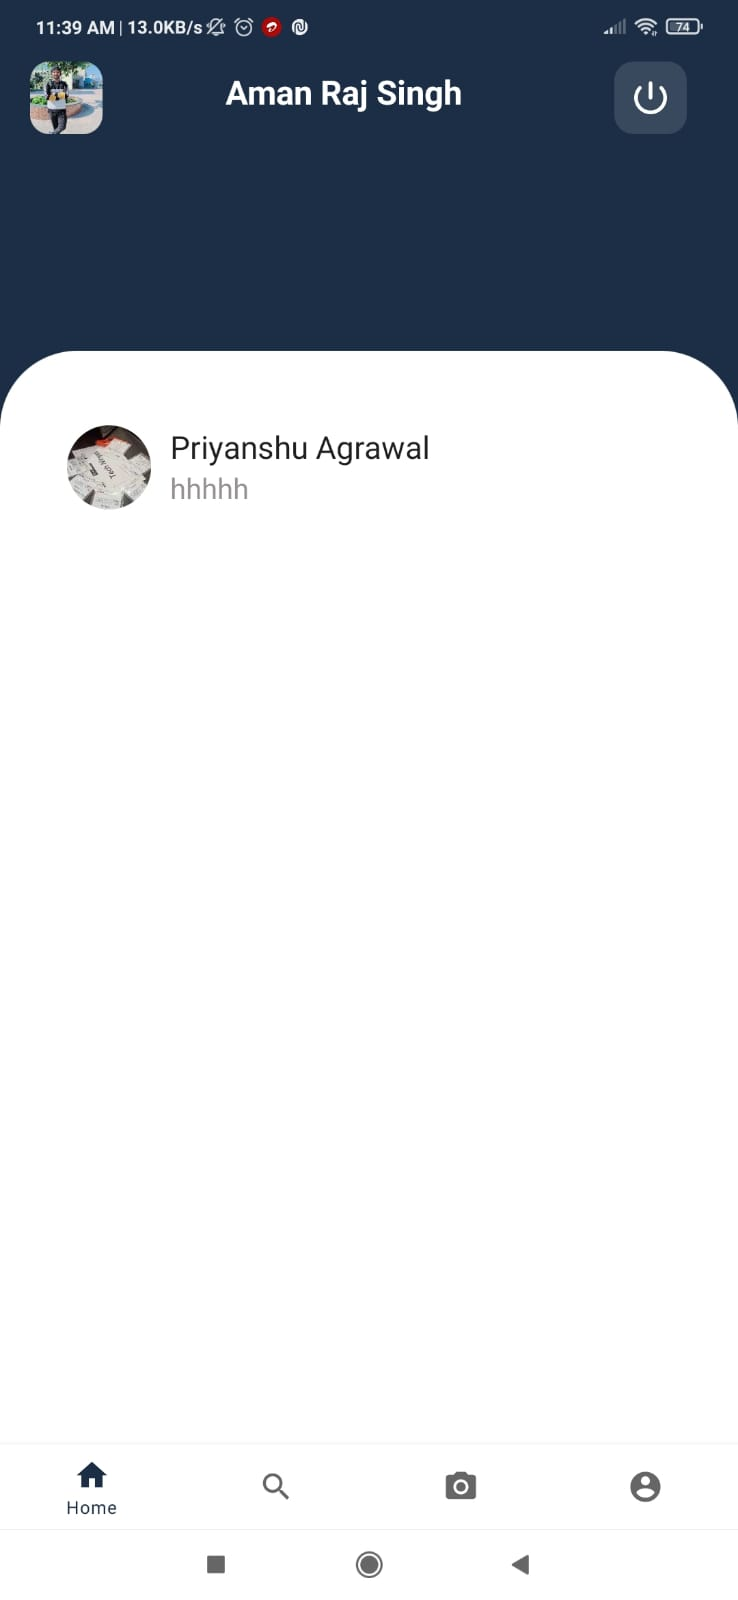 11:39 AM | 13.0KB/s
74
Aman Raj Singh
Priyanshu Agrawal
hhhhh
Home